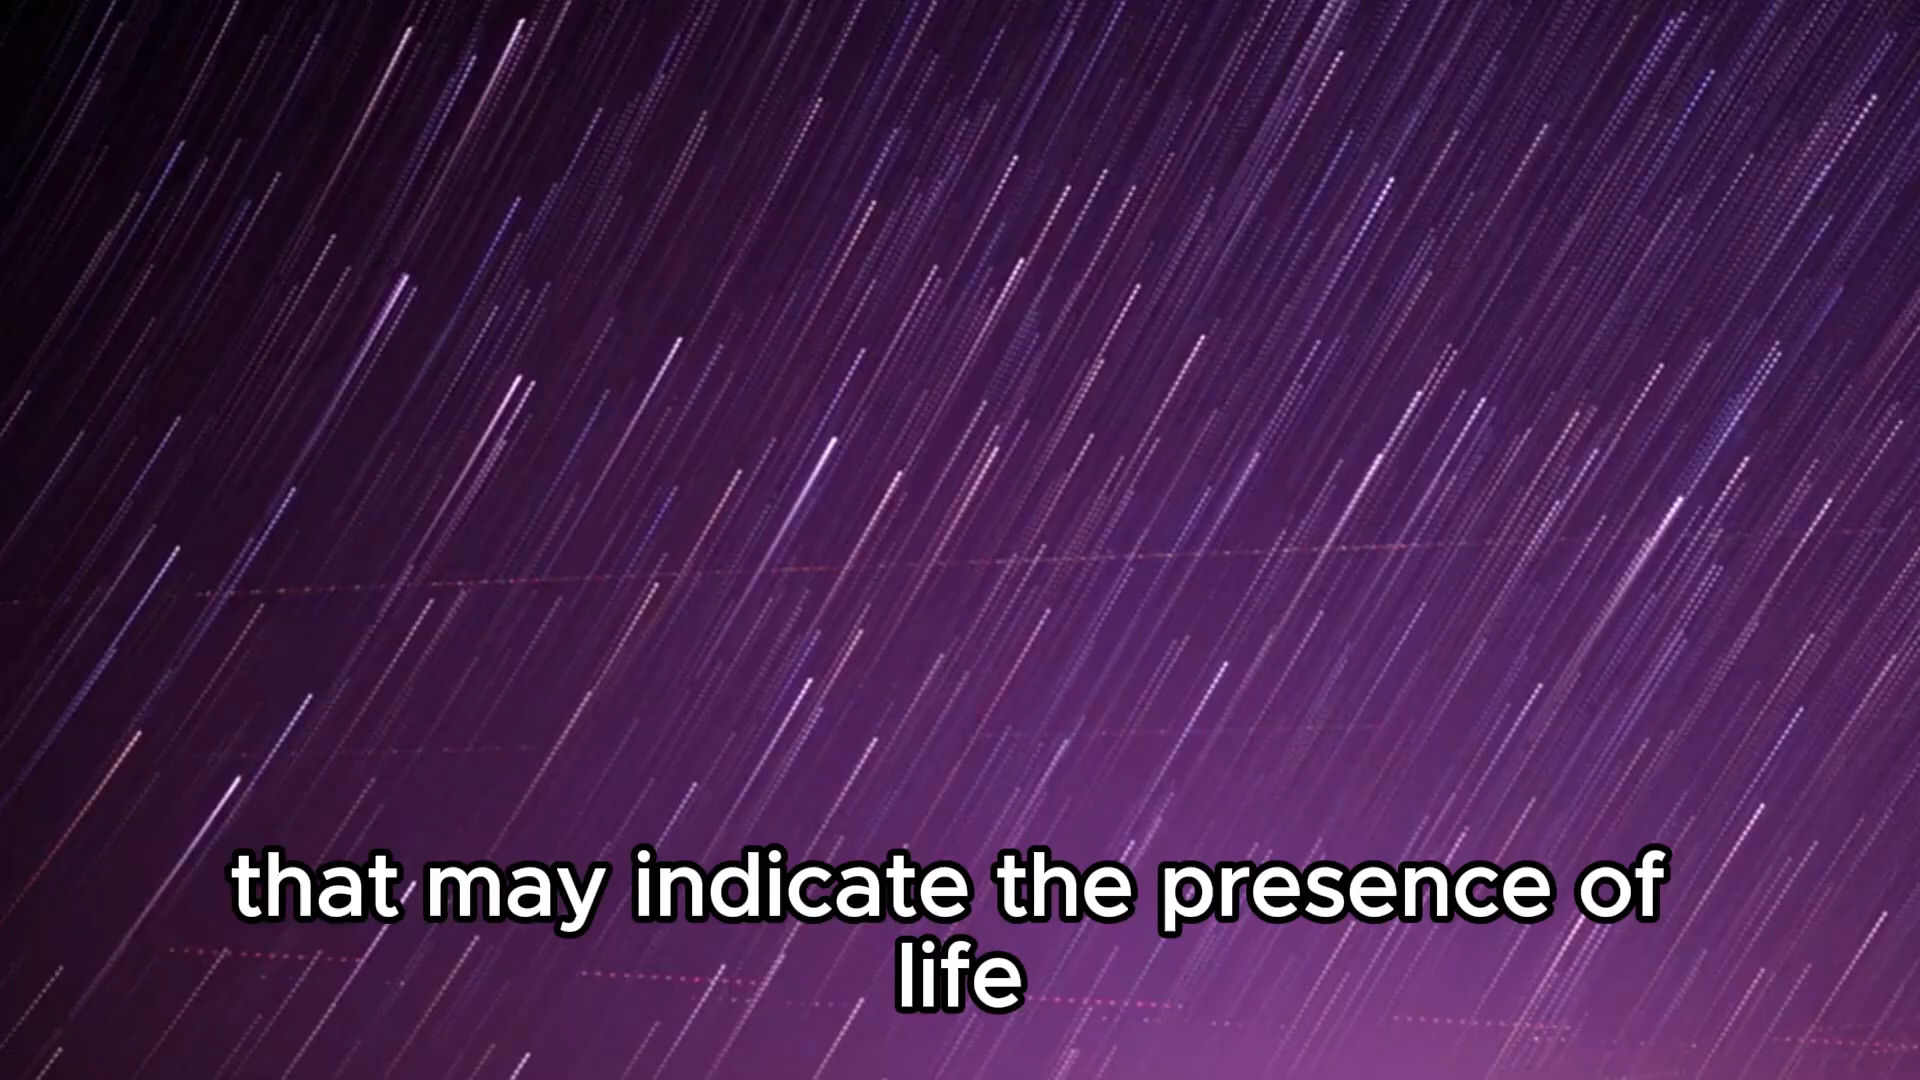 that may indicate the presence of
life